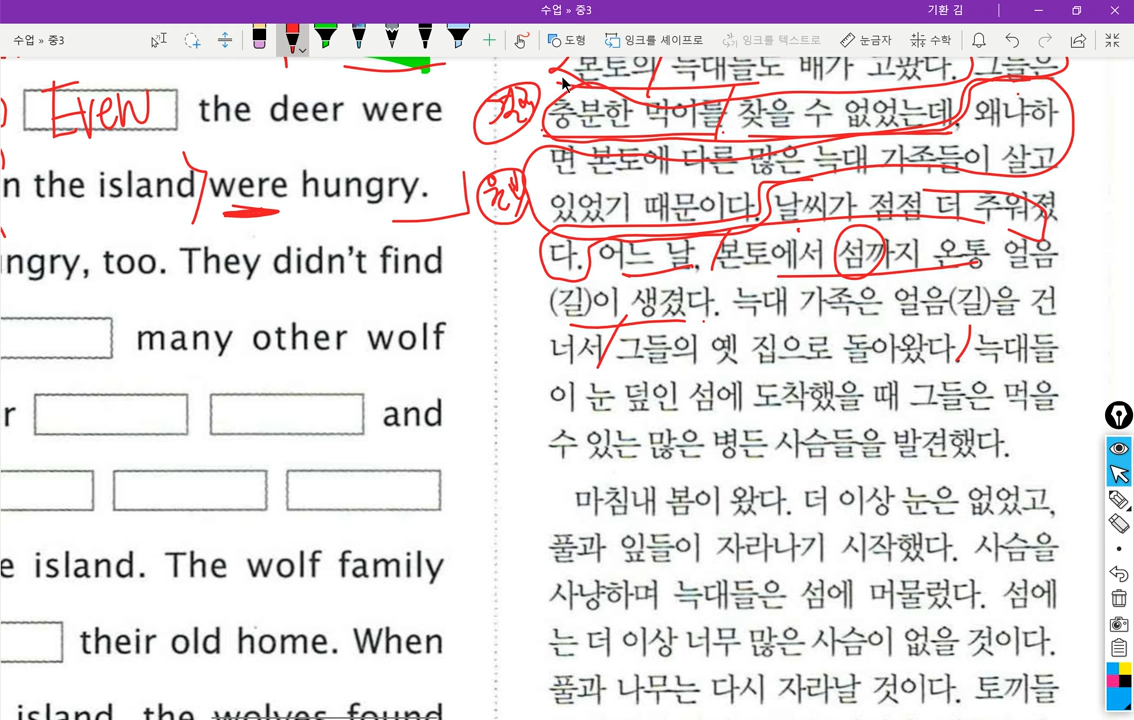 수업 » 중3
기환 김
수업 » 중3
도형
잉크를 셰이프로
잉크를 텍스트로
눈금자
수학
Even the deer were
n the island were hungry.
ngry, too. They didn't find
many other wolf
r and
e island. The wolf family
their old home. When
island, the wolves found
본토의 늑대들도 배가 고팠다. 그들은
충분한 먹이를 찾을 수 없었는데, 왜냐하
면 본토에 다른 많은 늑대 가족들이 살고
있었기 때문이다. 날씨가 점점 더 추워졌
다. 어느 날, 본토에서 섬까지 온통 얼음
(길)이 생겼다. 늑대 가족은 얼음(길)을 건
너서 그들의 옛 집으로 돌아왔다. 늑대들
이 눈 덮인 섬에 도착했을 때 그들은 먹을
수 있는 많은 병든 사슴들을 발견했다.
마침내 봄이 왔다. 더 이상 눈은 없었고,
풀과 잎들이 자라나기 시작했다. 사슴을
사냥하며 늑대들은 섬에 머물렀다. 섬에
는 더 이상 너무 많은 사슴이 없을 것이다.
풀과 나무는 다시 자라날 것이다. 토끼들